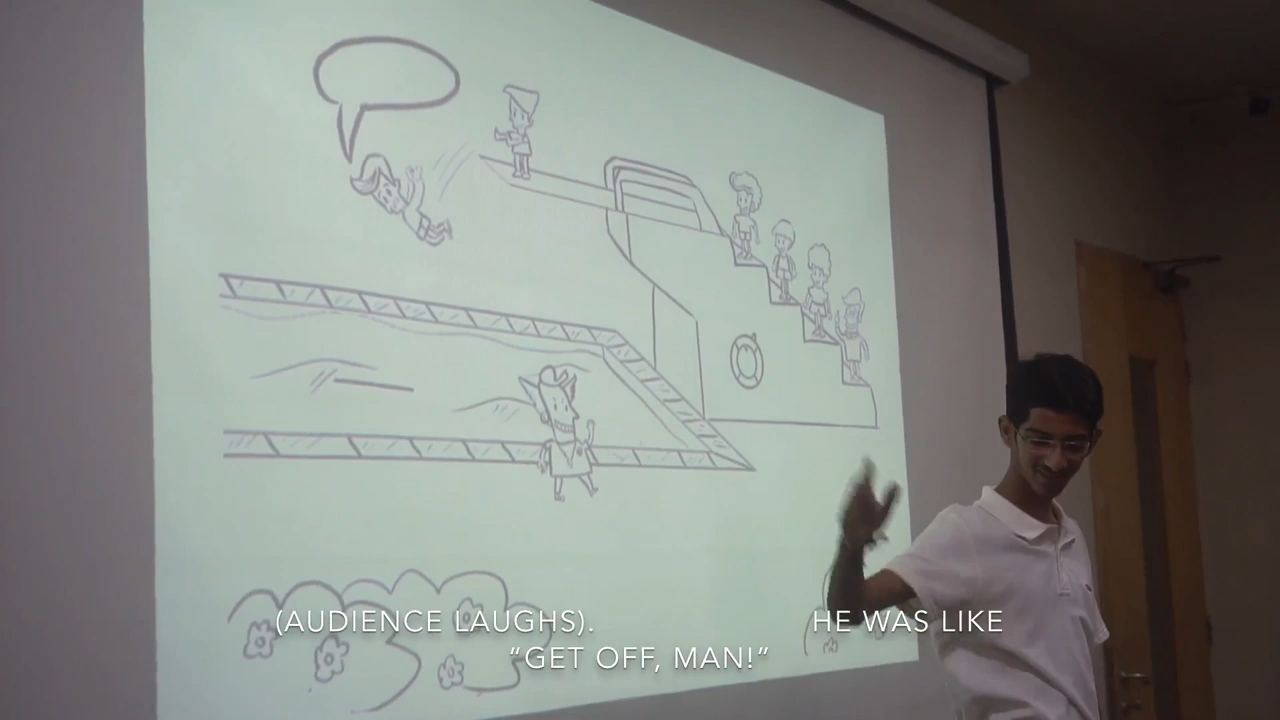 (AUDIENCE LAUGHS). HE WAS LIKE
“GET OFF, MAN!”